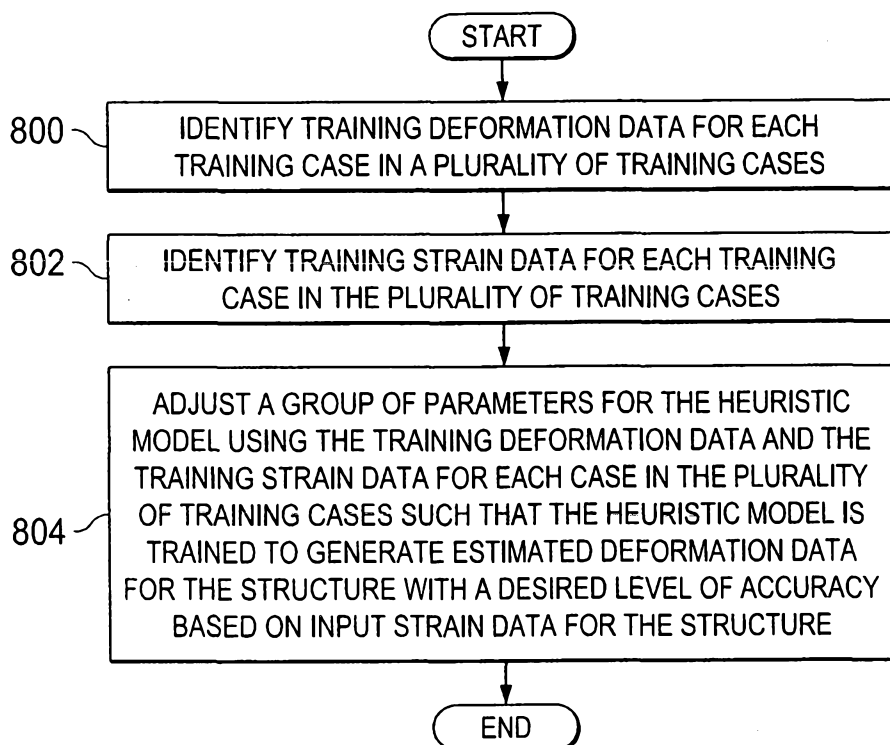 START
800
IDENTIFY TRAINING DEFORMATION DATA FOR EACH
TRAINING CASE IN A PLURALITY OF TRAINING CASES
802
IDENTIFY TRAINING STRAIN DATA FOR EACH TRAINING
CASE IN THE PLURALITY OF TRAINING CASES
804
ADJUST A GROUP OF PARAMETERS FOR THE HEURISTIC
MODEL USING THE TRAINING DEFORMATION DATA AND THE
TRAINING STRAIN DATA FOR EACH CASE IN THE PLURALITY
OF TRAINING CASES SUCH THAT THE HEURISTIC MODEL IS
TRAINED TO GENERATE ESTIMATED DEFORMATION DATA
FOR THE STRUCTURE WITH A DESIRED LEVEL OF ACCURACY
BASED ON INPUT STRAIN DATA FOR THE STRUCTURE
END